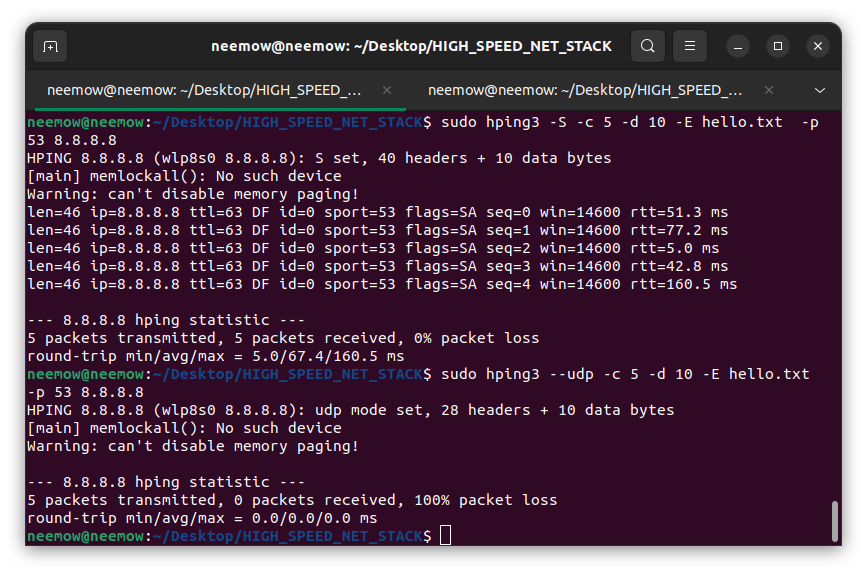 neemow@neemow: ~/Desktop/HIGH_SPEED_NET_STACK
neemow@neemow: ~/Desktop/HIGH_SPEED_... neemow@neemow: ~/Desktop/HIGH_SPEED_...
neemow@neemow:~/Desktop/HIGH_SPEED_NET_STACK$ sudo hping3 -S -c 5 -d 10 -E hello.txt  -p
53 8.8.8.8
HPING 8.8.8.8 (wlp8s0 8.8.8.8): S set, 40 headers + 10 data bytes
[main] memlockall(): No such device
Warning: can't disable memory paging!
len=46 ip=8.8.8.8 ttl=63 DF id=0 sport=53 flags=SA seq=0 win=14600 rtt=51.3 ms
len=46 ip=8.8.8.8 ttl=63 DF id=0 sport=53 flags=SA seq=1 win=14600 rtt=77.2 ms
len=46 ip=8.8.8.8 ttl=63 DF id=0 sport=53 flags=SA seq=2 win=14600 rtt=5.0 ms
len=46 ip=8.8.8.8 ttl=63 DF id=0 sport=53 flags=SA seq=3 win=14600 rtt=42.8 ms
len=46 ip=8.8.8.8 ttl=63 DF id=0 sport=53 flags=SA seq=4 win=14600 rtt=160.5 ms

--- 8.8.8.8 hping statistic ---
5 packets transmitted, 5 packets received, 0% packet loss
round-trip min/avg/max = 5.0/67.4/160.5 ms
neemow@neemow:~/Desktop/HIGH_SPEED_NET_STACK$ sudo hping3 --udp -c 5 -d 10 -E hello.txt
-p 53 8.8.8.8
HPING 8.8.8.8 (wlp8s0 8.8.8.8): udp mode set, 28 headers + 10 data bytes
[main] memlockall(): No such device
Warning: can't disable memory paging!

--- 8.8.8.8 hping statistic ---
5 packets transmitted, 0 packets received, 100% packet loss
round-trip min/avg/max = 0.0/0.0/0.0 ms
neemow@neemow:~/Desktop/HIGH_SPEED_NET_STACK$